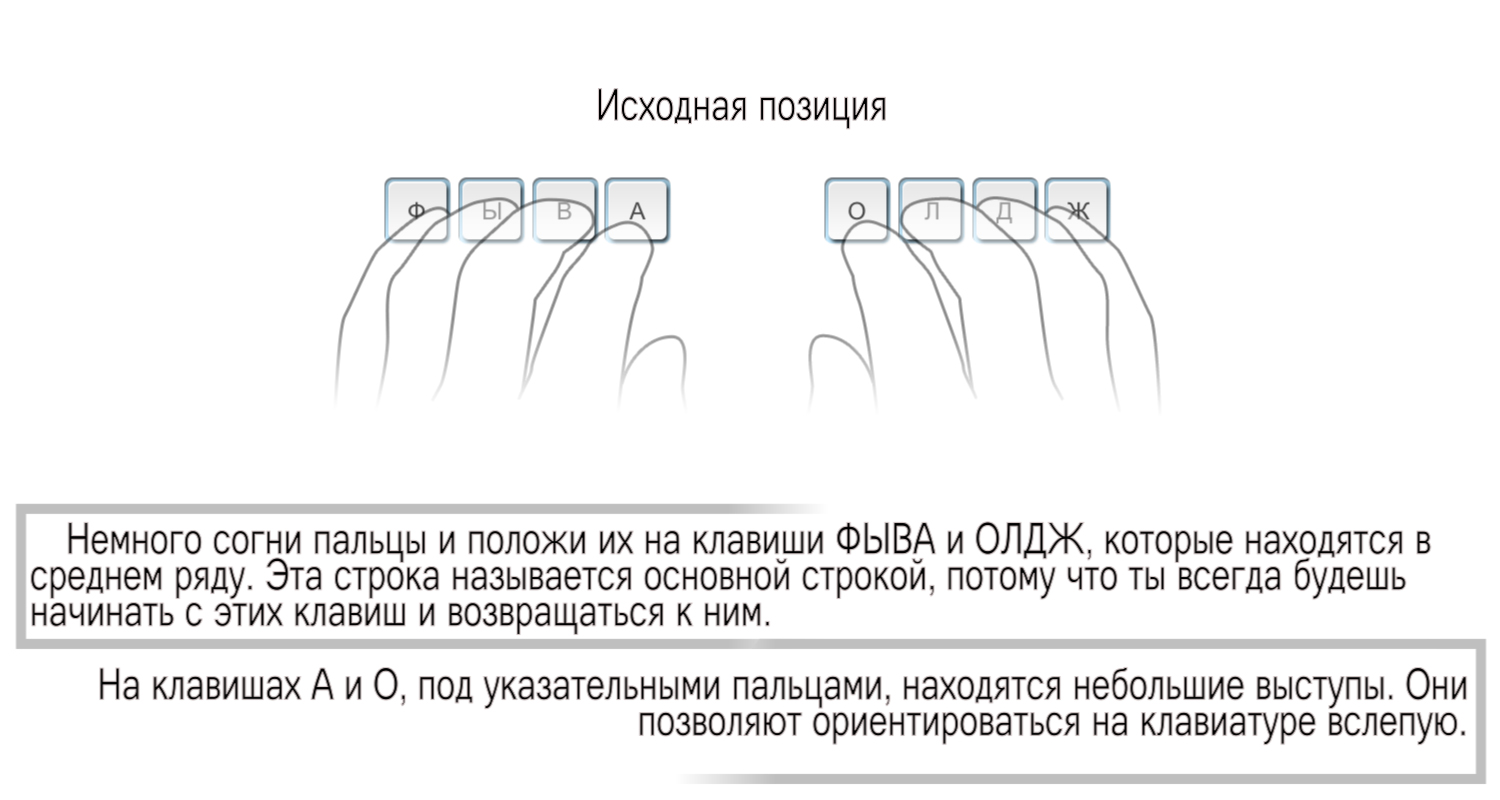 Исходная позиция
Ф Ы В А О Л Д Ж
Немного согни пальцы и положи их на клавиши ФЫВА и ОЛДЖ, которые находятся в
среднем ряду. Эта строка называется основной строкой, потому что ты всегда будешь
начинать с этих клавиш и возвращаться к ним.
На клавишах А и О, под указательными пальцами, находятся небольшие выступы. Они
позволяют ориентироваться на клавиатуре вслепую.